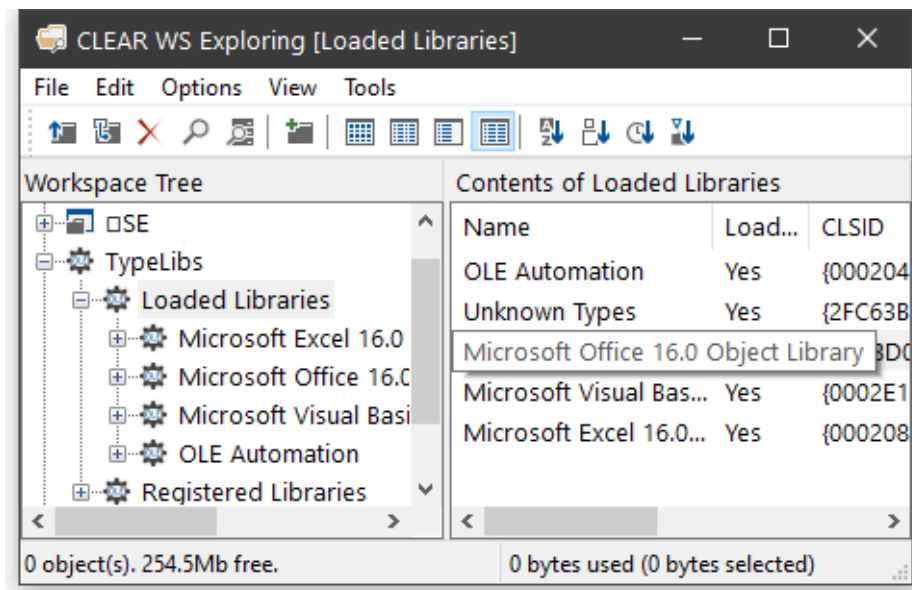 CLEAR WS Exploring [Loaded Libraries]
File Edit Options View Tools
Workspace Tree
Contents of Loaded Libraries
⎕SE
TypeLibs
Loaded Libraries
Microsoft Excel 16.0
Microsoft Office 16.0
Microsoft Visual Basi
OLE Automation
Registered Libraries
Name Load... CLSID
OLE Automation Yes {000204
Unknown Types Yes {2FC63B
Microsoft Office 16.0 Object Library
Microsoft Visual Bas... Yes {0002E1
Microsoft Excel 16.0... Yes {000208
0 object(s). 254.5Mb free.
0 bytes used (0 bytes selected)